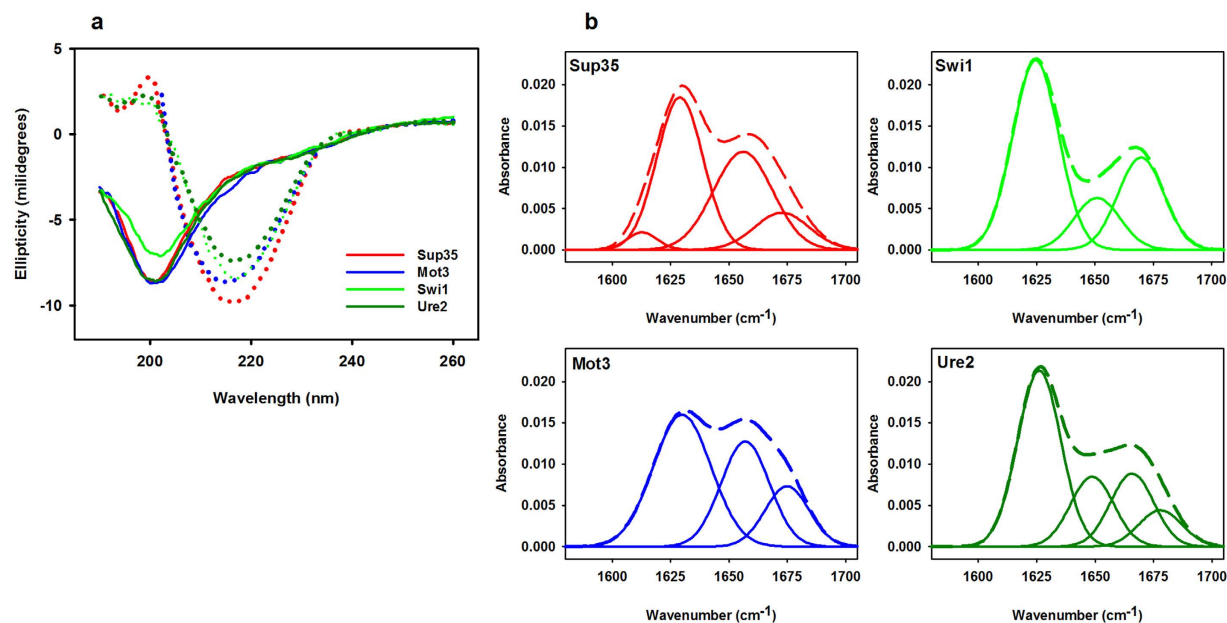 a
b
Ellipticity (milidegrees)
5
0
-5
-10
200
220
240
260
Wavelength (nm)
Sup35
Mot3
Swi1
Ure2
Sup35
Absorbance
0.020
0.015
0.010
0.005
0.000
1600
1625
1650
1675
1700
Wavenumber (cm-1)
Swi1
Absorbance
0.020
0.015
0.010
0.005
0.000
1600
1625
1650
1675
1700
Wavenumber (cm-1)
Mot3
Absorbance
0.020
0.015
0.010
0.005
0.000
1600
1625
1650
1675
1700
Wavenumber (cm-1)
Ure2
Absorbance
0.020
0.015
0.010
0.005
0.000
1600
1625
1650
1675
1700
Wavenumber (cm-1)